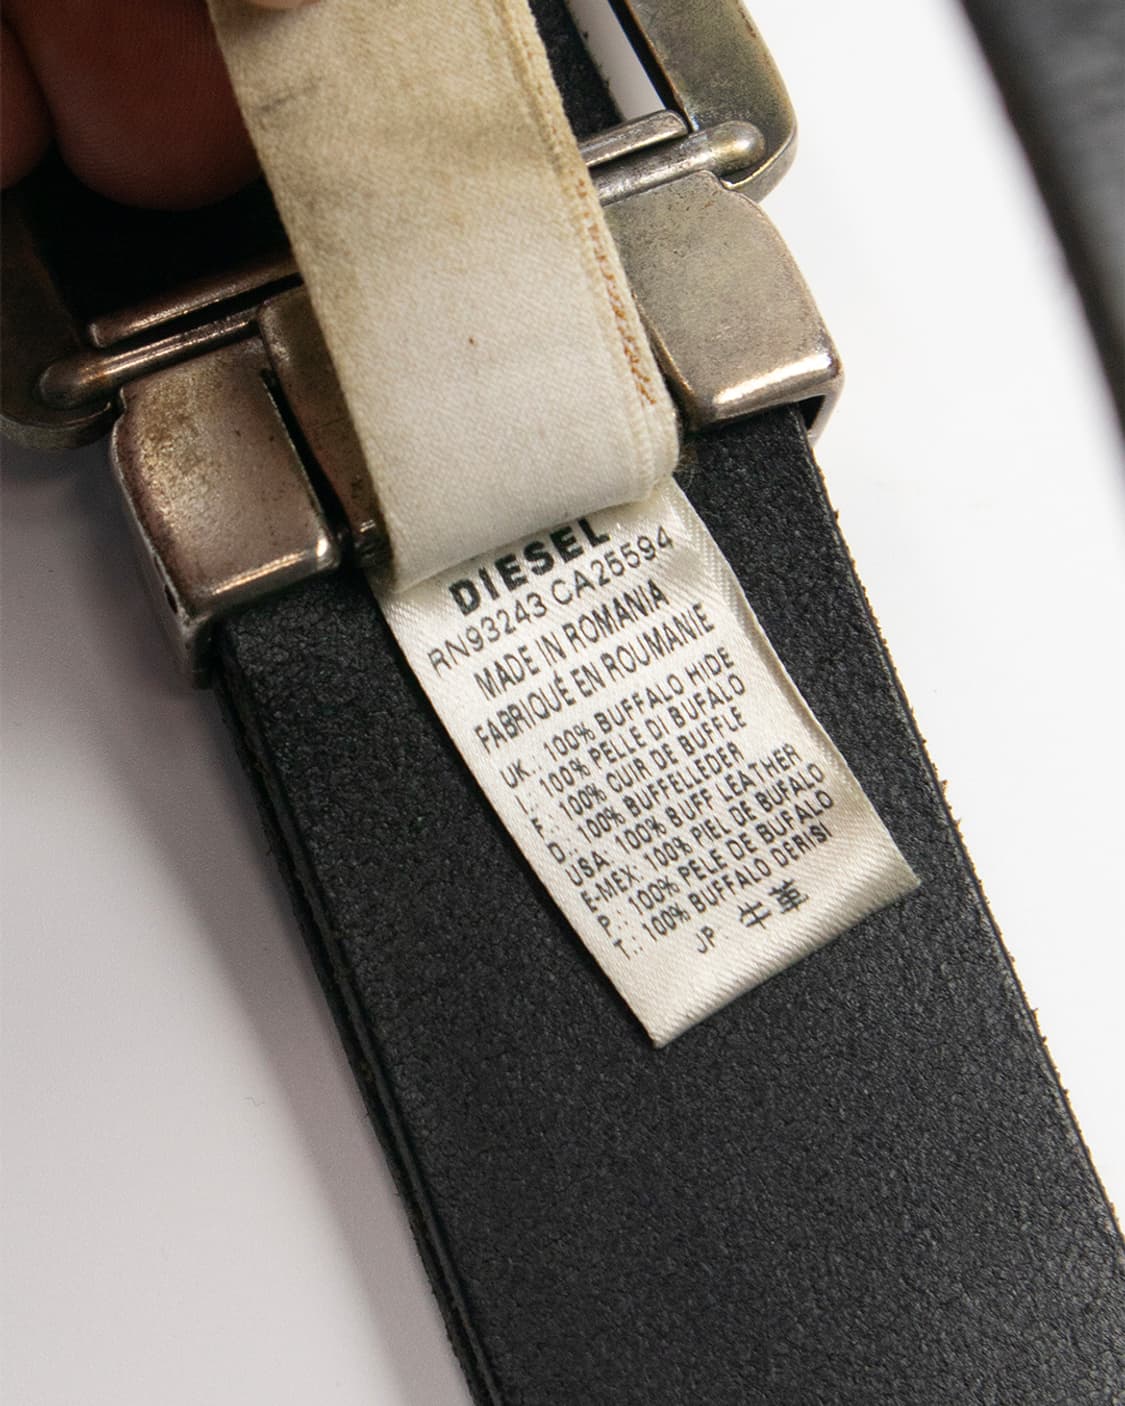 DIESEL
RN93243 CA25594
MADE IN ROMANIA
FABRIQUÉ EN ROUMANIE
UK.: 100% BUFFALO HIDE
I.: 100% PELLE DI BUFALO
F.: 100% CUIR DE BUFFLE
D.: 100% BUFFELLEDER
USA: 100% BUFF LEATHER
E-MEX: 100% PIEL DE BUFALO
P.: 100% PELE DE BUFALO
T.: 100% BUFFALO DERISI
JP 牛革